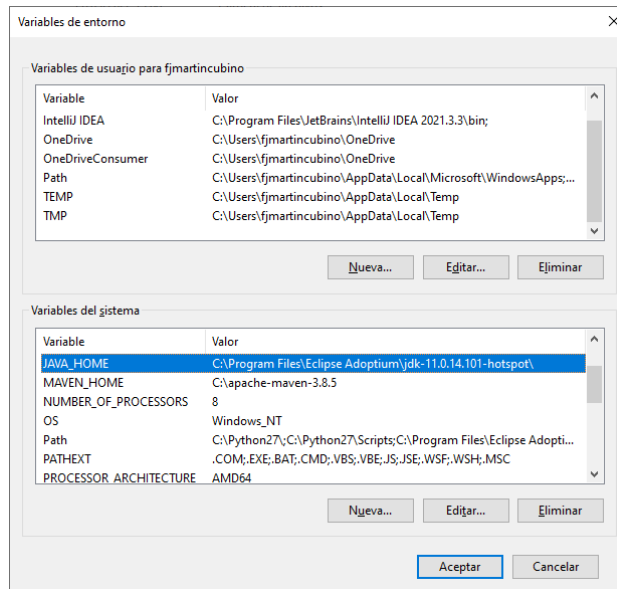 Variables de entorno
Variables de usuario para fjmartincubino
Variable Valor
IntelliJ IDEA C:\Program Files\JetBrains\IntelliJ IDEA 2021.3.3\bin;
OneDrive C:\Users\fjmartincubino\OneDrive
OneDriveConsumer C:\Users\fjmartincubino\OneDrive
Path C:\Users\fjmartincubino\AppData\Local\Microsoft\WindowsApps;...
TEMP C:\Users\fjmartincubino\AppData\Local\Temp
TMP C:\Users\fjmartincubino\AppData\Local\Temp
Nueva... Editar... Eliminar
Variables del sistema
Variable Valor
JAVA_HOME C:\Program Files\Eclipse Adoptium\jdk-11.0.14.101-hotspot\
MAVEN_HOME C:\apache-maven-3.8.5
NUMBER_OF_PROCESSORS 8
OS Windows_NT
Path C:\Python27\;C:\Python27\Scripts;C:\Program Files\Eclipse Adopti...
PATHEXT .COM;.EXE;.BAT;.CMD;.VBS;.VBE;.JS;.JSE;.WSF;.WSH;.MSC
PROCESSOR_ARCHITECTURE AMD64
Nueva... Editar... Eliminar
Aceptar Cancelar